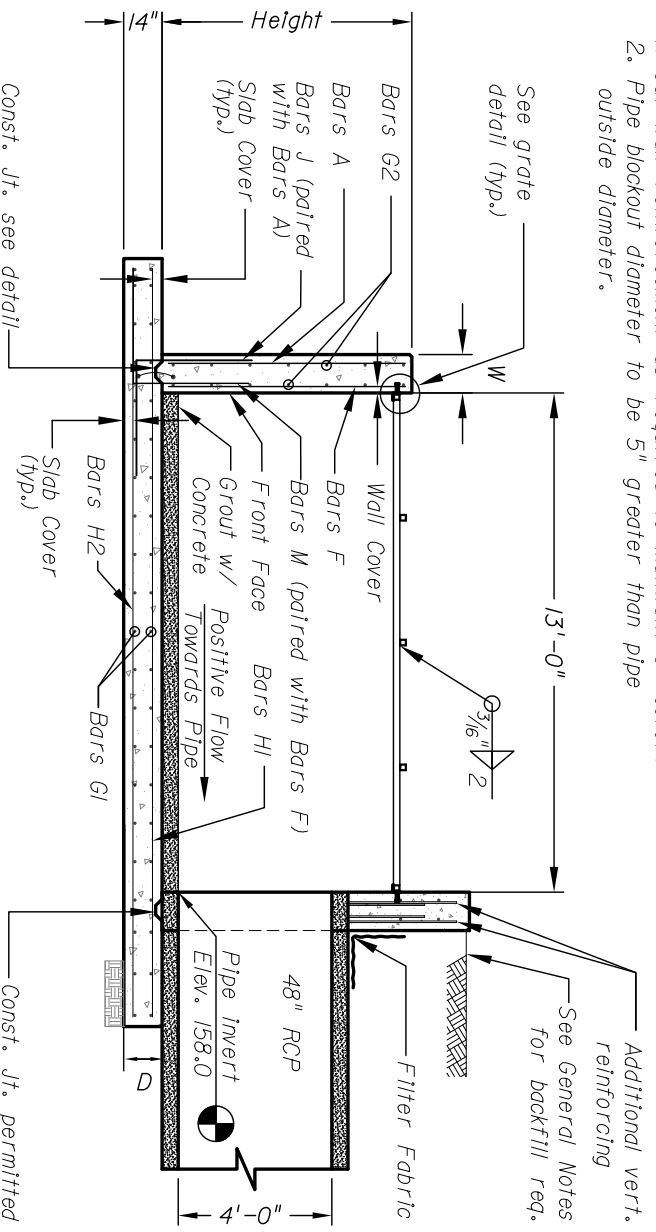 2. Pipe blockout diameter to be 5" greater than pipe
outside diameter.
Additional vert.
reinforcing
See General Notes
for backfill req.
Filter Fabric
48" RCP
Pipe invert
Elev. 158.0
4'-0"
D
Const. Jt. permitted
13'-0"
3/16"
2
W
Wall Cover
Bars F
Bars M (paired with Bars F)
Front Face
Bars H1
Grout w/
Concrete
Positive Flow
Towards Pipe
Bars H2
Bars G1
Slab Cover
(typ.)
See grate
detail (typ.)
Bars G2
Bars A
Bars J (paired
with Bars A)
Slab Cover
(typ.)
Const. Jt. see detail
Height
14"